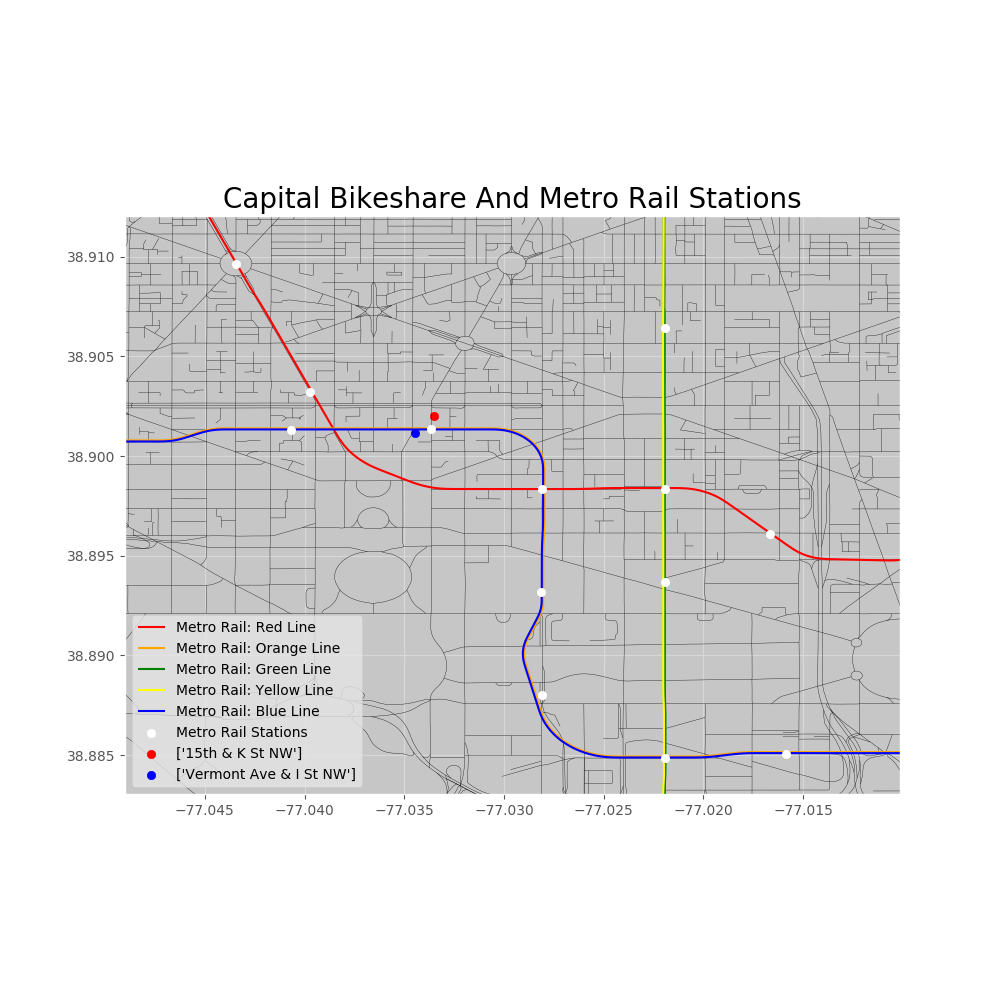 Capital Bikeshare And Metro Rail Stations
38.910
38.905
38.900
38.895
38.890
38.885
Metro Rail: Red Line
Metro Rail: Orange Line
Metro Rail: Green Line
Metro Rail: Yellow Line
Metro Rail: Blue Line
Metro Rail Stations
['15th & K St NW']
['Vermont Ave & I St NW']
−77.045 −77.040 −77.035 −77.030 −77.025 −77.020 −77.015